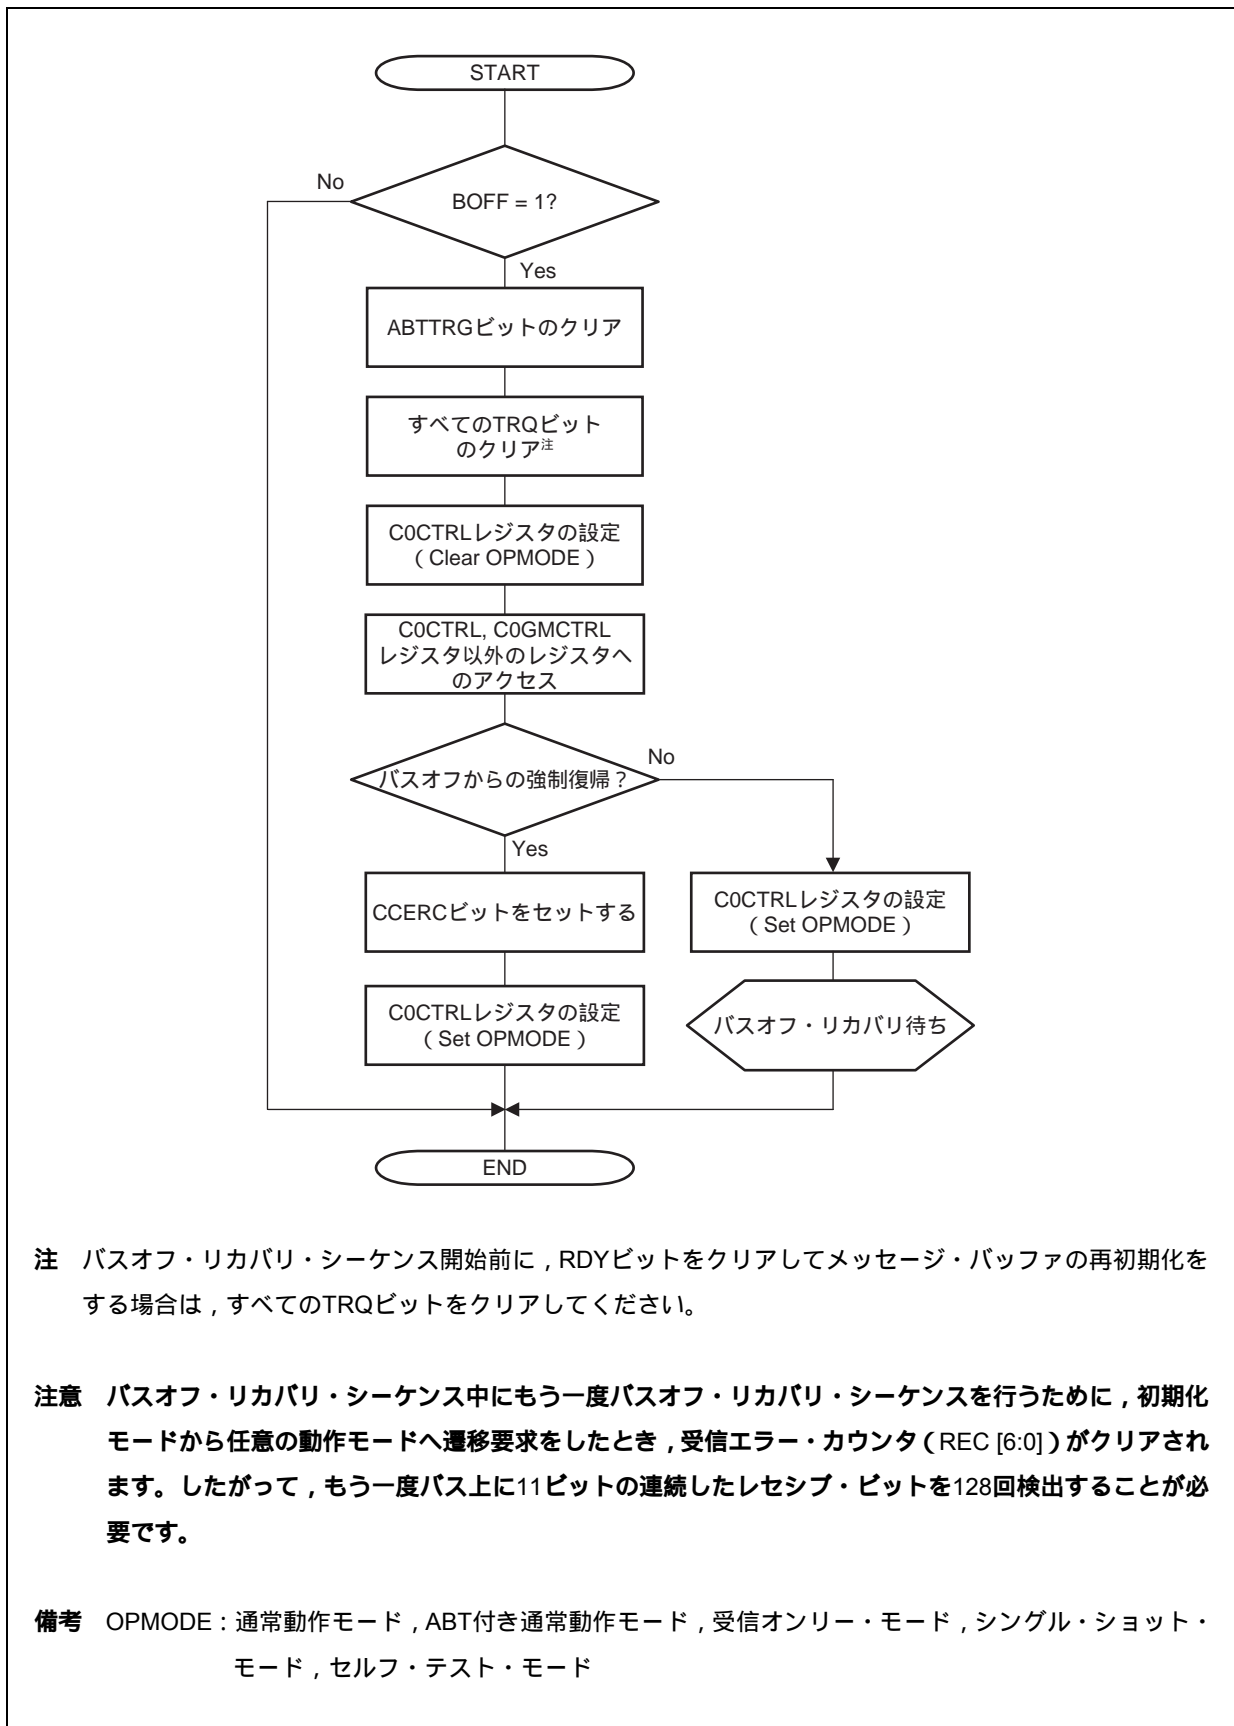 START
BOFF = 1?
No
Yes
ABTTRGビットのクリア
すべてのTRQビット
のクリア注
C0CTRLレジスタの設定
（Clear OPMODE）
C0CTRL, C0GMCTRL
レジスタ以外のレジスタへ
のアクセス
バスオフからの強制復帰？
No
Yes
CCERCビットをセットする
C0CTRLレジスタの設定
（Set OPMODE）
C0CTRLレジスタの設定
（Set OPMODE）
バスオフ・リカバリ待ち
END
注　バスオフ・リカバリ・シーケンス開始前に，RDYビットをクリアしてメッセージ・バッファの再初期化を
する場合は，すべてのTRQビットをクリアしてください。
注意　バスオフ・リカバリ・シーケンス中にもう一度バスオフ・リカバリ・シーケンスを行うために，初期化
モードから任意の動作モードへ遷移要求をしたとき，受信エラー・カウンタ（REC [6:0]）がクリアされ
ます。したがって，もう一度バス上に11ビットの連続したレセシブ・ビットを128回検出することが必
要です。
備考　OPMODE：通常動作モード，ABT付き通常動作モード，受信オンリー・モード，シングル・ショット・
モード，セルフ・テスト・モード